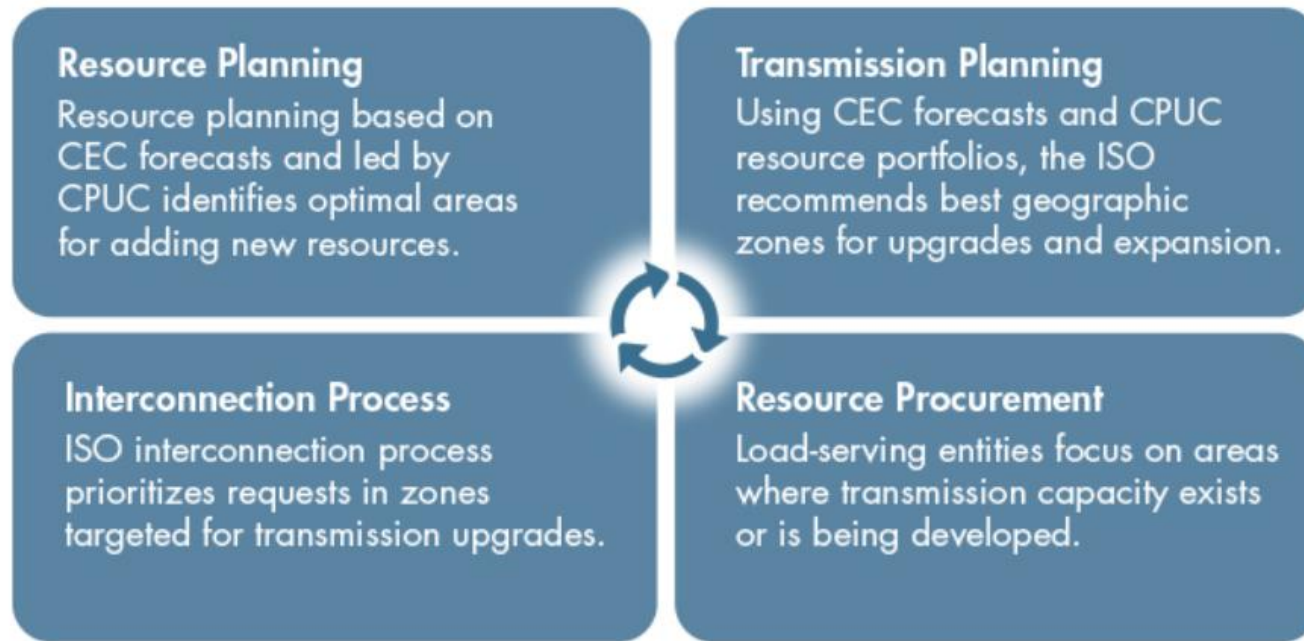 Resource Planning
Resource planning based on
CEC forecasts and led by
CPUC identifies optimal areas
for adding new resources.
Transmission Planning
Using CEC forecasts and CPUC
resource portfolios, the ISO
recommends best geographic
zones for upgrades and expansion.
Interconnection Process
ISO interconnection process
prioritizes requests in zones
targeted for transmission upgrades.
Resource Procurement
Load-serving entities focus on areas
where transmission capacity exists
or is being developed.